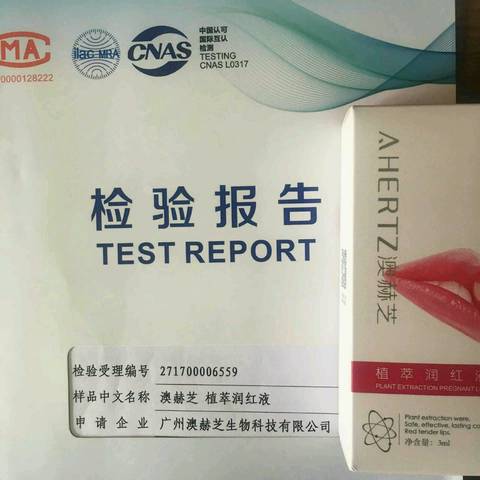 MA
0000128222
ilac-MRA
CNAS
中国认可
国际互认
检测
TESTING
CNAS L0317
检验报告
TEST REPORT
检验受理编号 271700006559
样品中文名称 澳赫芝 植萃润红液
申请企业 广州澳赫芝生物科技有限公司
AHERTZ澳赫芝
植萃润红液
PLANT EXTRACTION PREGNANT
Plant extraction were,
Safe, effective, lasting co
Red tender lips.
净含量：3ml